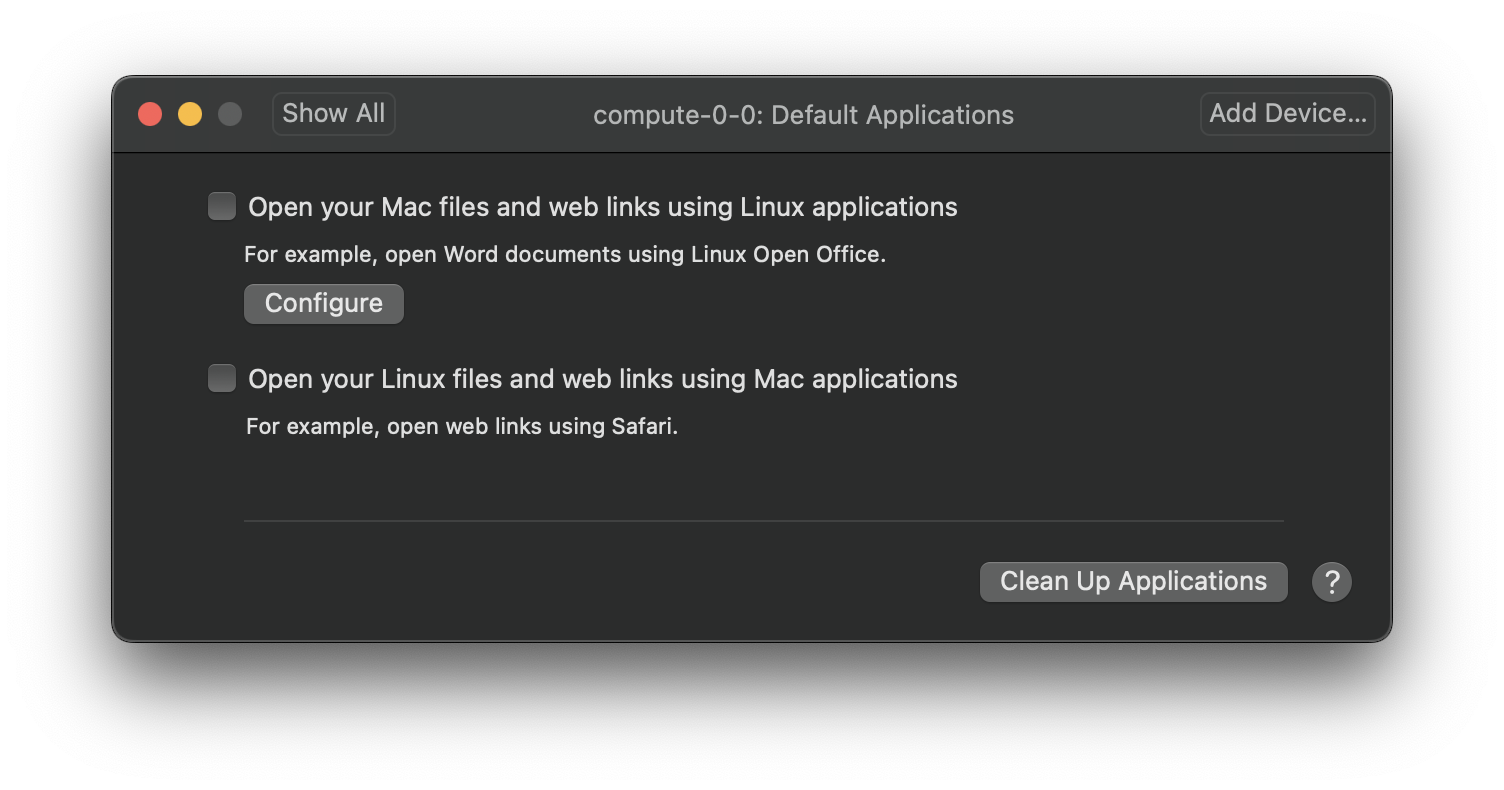 Show All
compute-0-0: Default Applications
Add Device...
Open your Mac files and web links using Linux applications
For example, open Word documents using Linux Open Office.
Configure
Open your Linux files and web links using Mac applications
For example, open web links using Safari.
Clean Up Applications
?